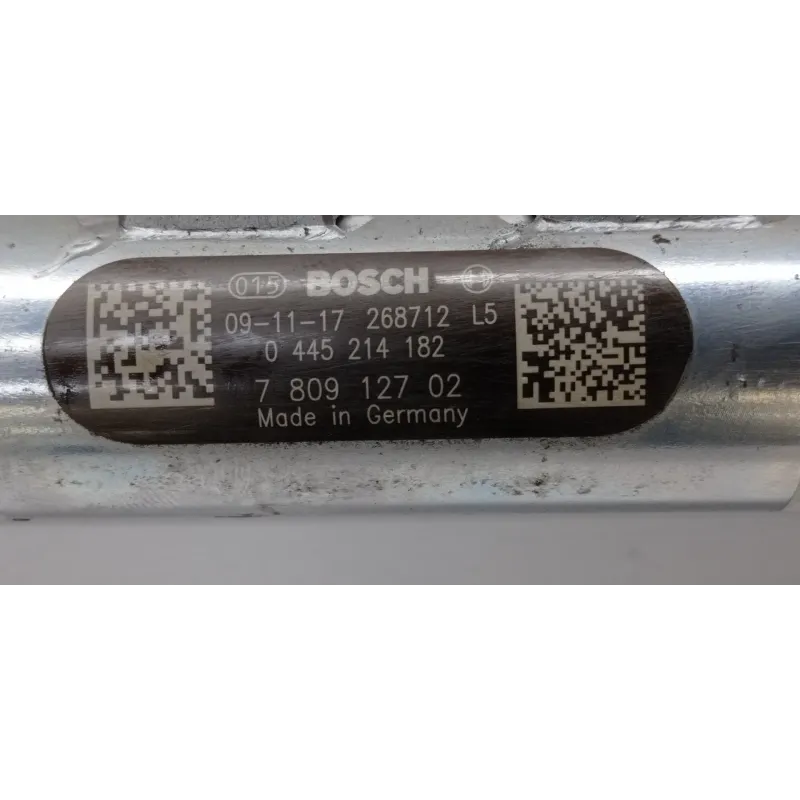 015 BOSCH
09-11-17 268712 L5
0 445 214 182
7 809 127 02
Made in Germany